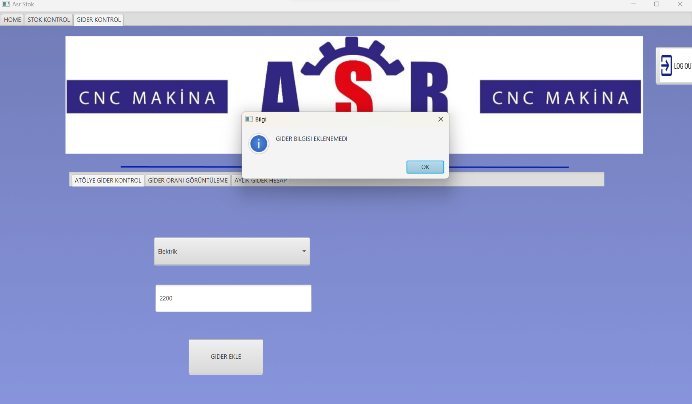 Asr Stok
HOME STOK KONTROL GIDER KONTROL
LOG OU
CNC MAKİNA ASR CNC MAKİNA
Bilgi
GIDER BILGISI EKLENEMEDI
OK
ATÖLYE GIDER KONTROL GIDER ORANI GÖRÜNTÜLEME AYLIK GIDER HESAP
Elektrik
2200
GIDER EKLE